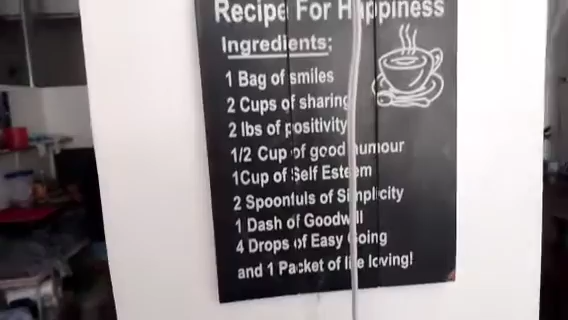 Recipe For Happiness
Ingredients;
1 Bag of smiles
2 Cups of sharing
2 lbs of positivity
1/2 Cup of good humour
1Cup of Self Esteem
2 Spoonfuls of Simplicity
1 Dash of Goodwill
4 Drops of Easy Going
and 1 Packet of life loving!